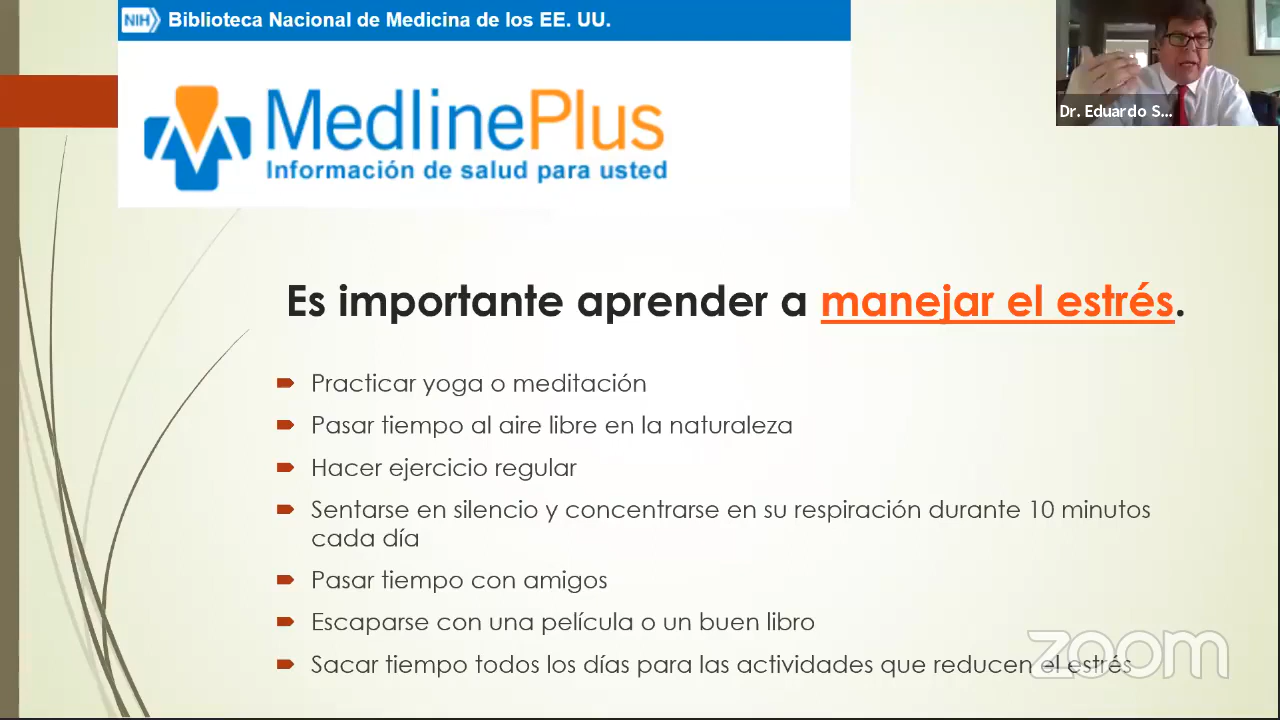 NIH Biblioteca Nacional de Medicina de los EE. UU.
MedlinePlus
Información de salud para usted
Dr. Eduardo S...
Es importante aprender a manejar el estrés.
Practicar yoga o meditación
Pasar tiempo al aire libre en la naturaleza
Hacer ejercicio regular
Sentarse en silencio y concentrarse en su respiración durante 10 minutos
cada día
Pasar tiempo con amigos
Escaparse con una película o un buen libro
Sacar tiempo todos los días para las actividades que reducen el estrés
zoom